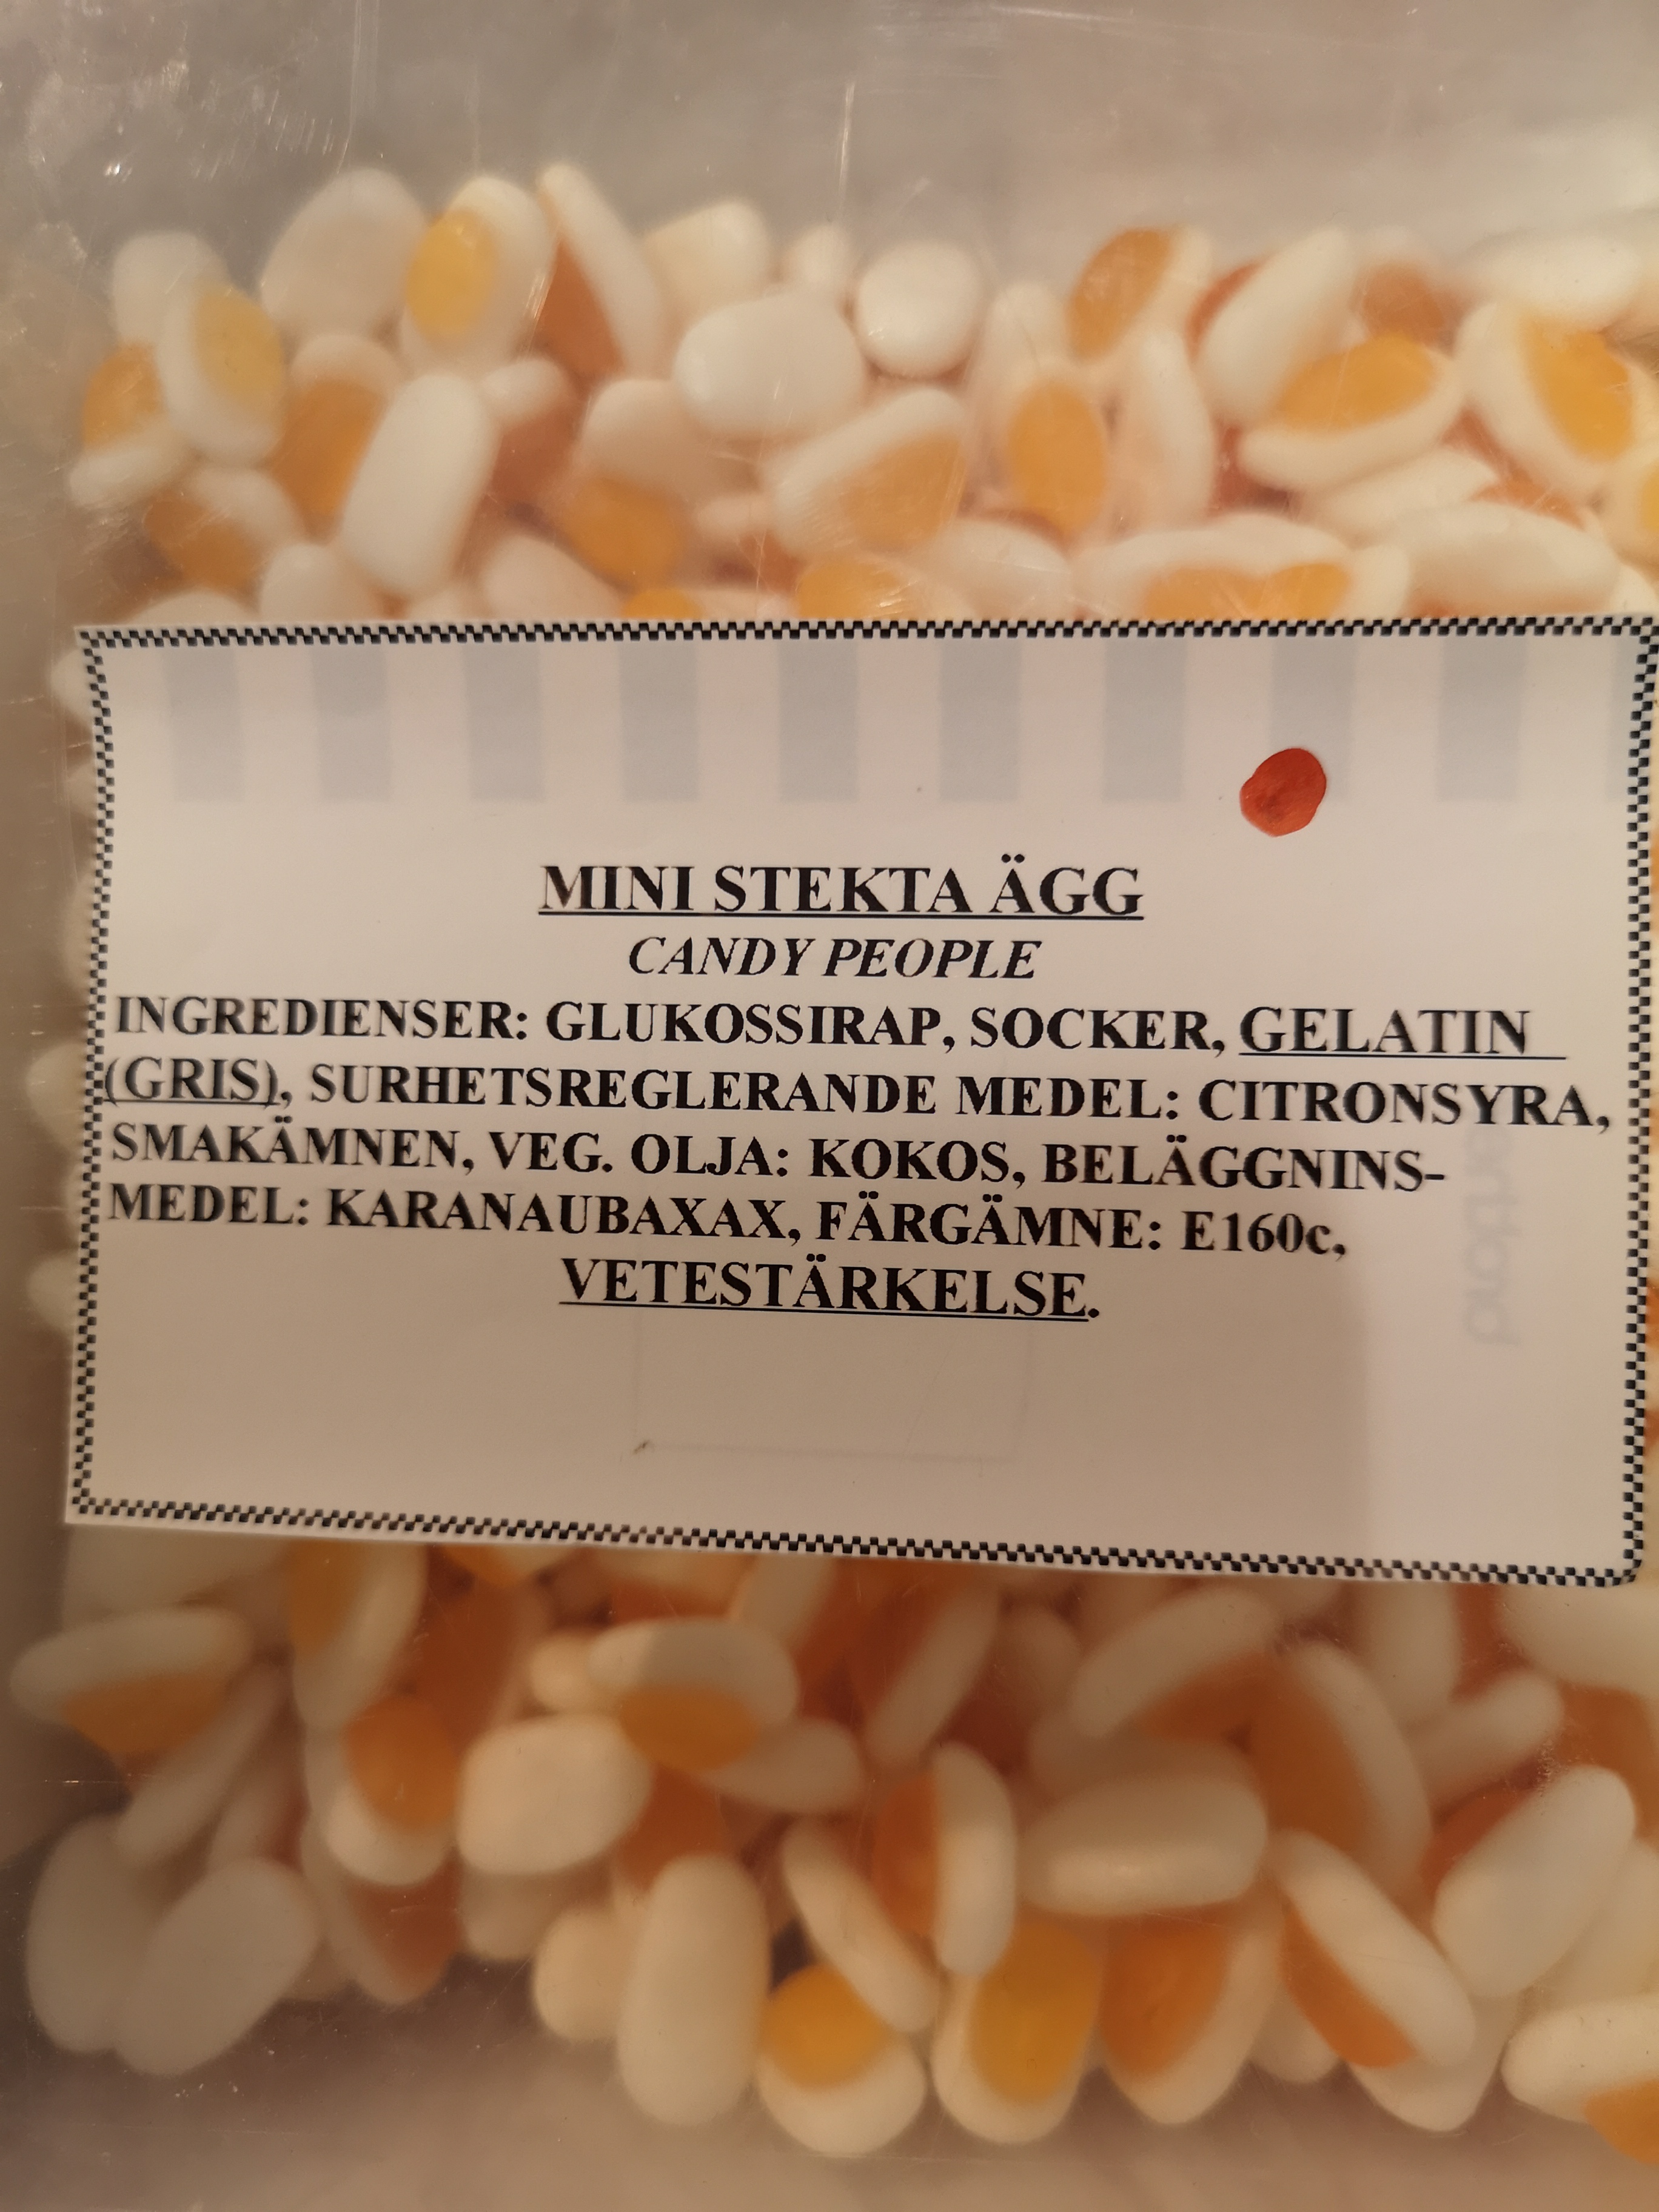 MINI STEKTA ÄGG
CANDY PEOPLE
INGREDIENSER: GLUKOSSIRAP, SOCKER, GELATIN
(GRIS), SURHETSREGLERANDE MEDEL: CITRONSYRA,
SMAKÄMNEN, VEG. OLJA: KOKOS, BELÄGGNINS-
MEDEL: KARANAUBAXAX, FÄRGÄMNE: E160c,
VETESTÄRKELSE.
brother